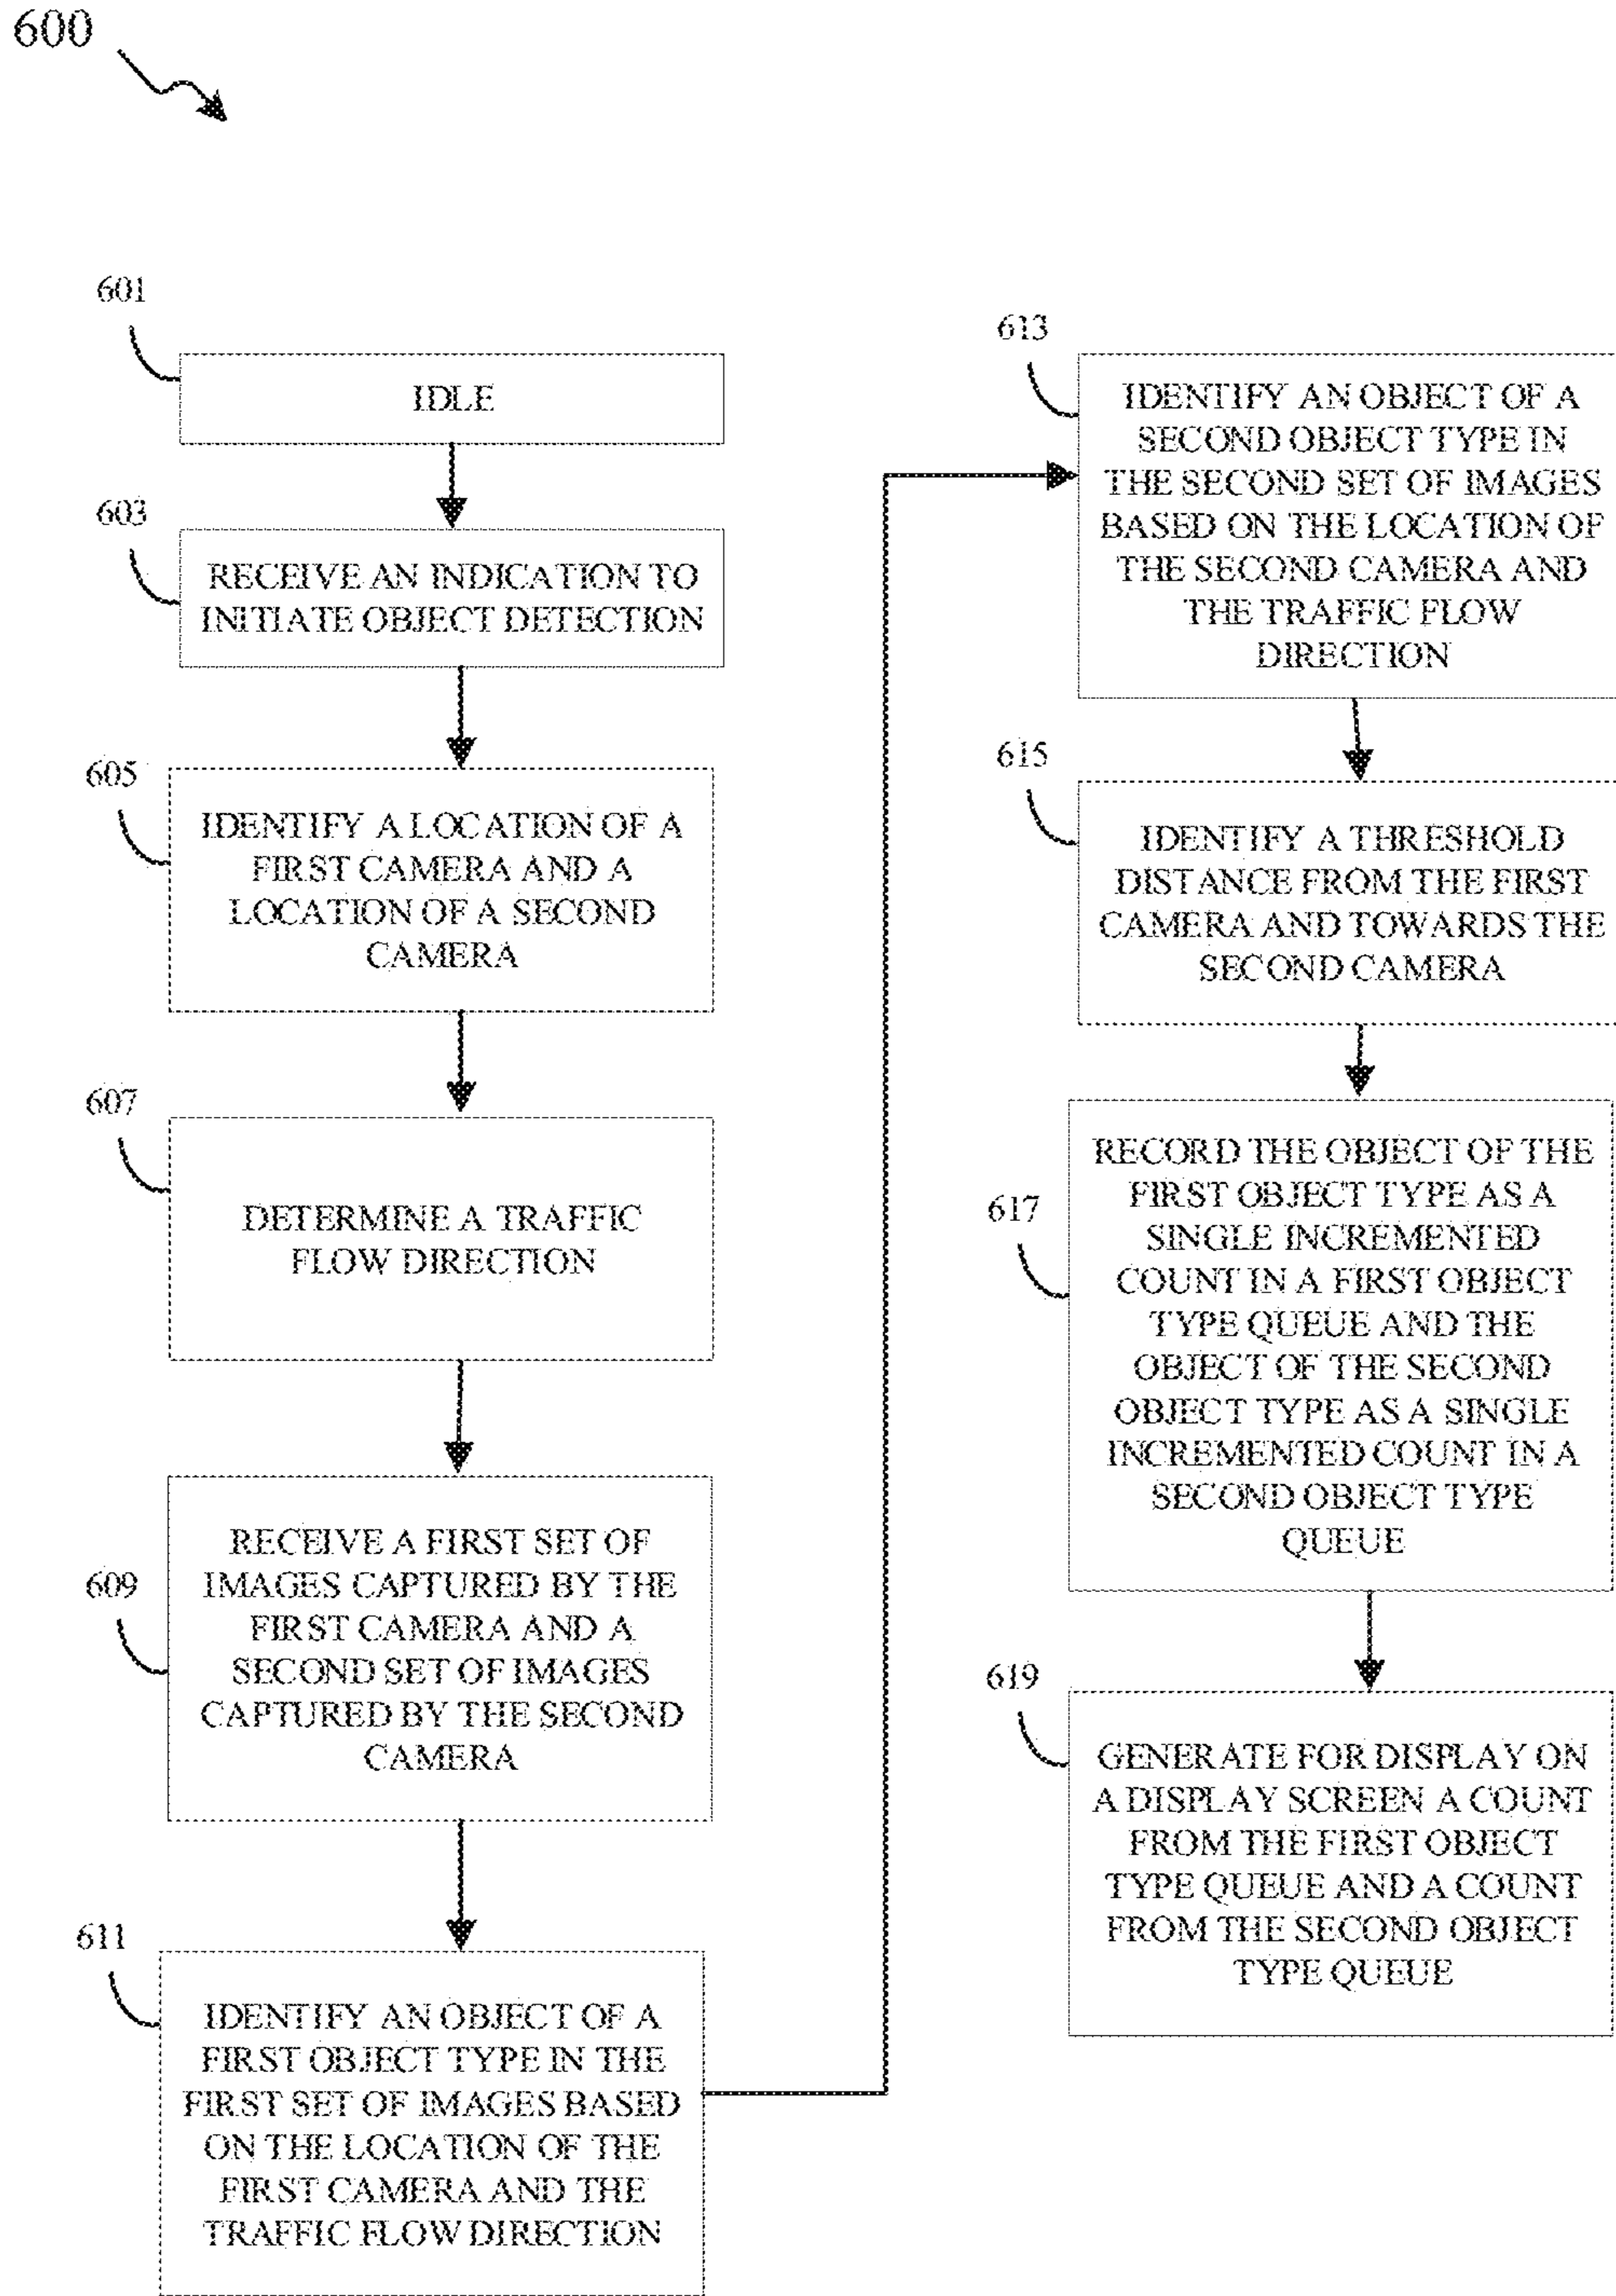 600
601
IDLE
603
RECEIVE AN INDICATION TO
INITIATE OBJECT DETECTION
605
IDENTIFY A LOCATION OF A
FIRST CAMERA AND A
LOCATION OF A SECOND
CAMERA
607
DETERMINE A TRAFFIC
FLOW DIRECTION
609
RECEIVE A FIRST SET OF
IMAGES CAPTURED BY THE
FIRST CAMERA AND A
SECOND SET OF IMAGES
CAPTURED BY THE SECOND
CAMERA
611
IDENTIFY AN OBJECT OF A
FIRST OBJECT TYPE IN THE
FIRST SET OF IMAGES BASED
ON THE LOCATION OF THE
FIRST CAMERA AND THE
TRAFFIC FLOW DIRECTION
613
IDENTIFY AN OBJECT OF A
SECOND OBJECT TYPE IN
THE SECOND SET OF IMAGES
BASED ON THE LOCATION OF
THE SECOND CAMERA AND
THE TRAFFIC FLOW
DIRECTION
615
IDENTIFY A THRESHOLD
DISTANCE FROM THE FIRST
CAMERA AND TOWARDS THE
SECOND CAMERA
617
RECORD THE OBJECT OF THE
FIRST OBJECT TYPE AS A
SINGLE INCREMENTED
COUNT IN A FIRST OBJECT
TYPE QUEUE AND THE
OBJECT OF THE SECOND
OBJECT TYPE AS A SINGLE
INCREMENTED COUNT IN A
SECOND OBJECT TYPE
QUEUE
619
GENERATE FOR DISPLAY ON
A DISPLAY SCREEN A COUNT
FROM THE FIRST OBJECT
TYPE QUEUE AND A COUNT
FROM THE SECOND OBJECT
TYPE QUEUE